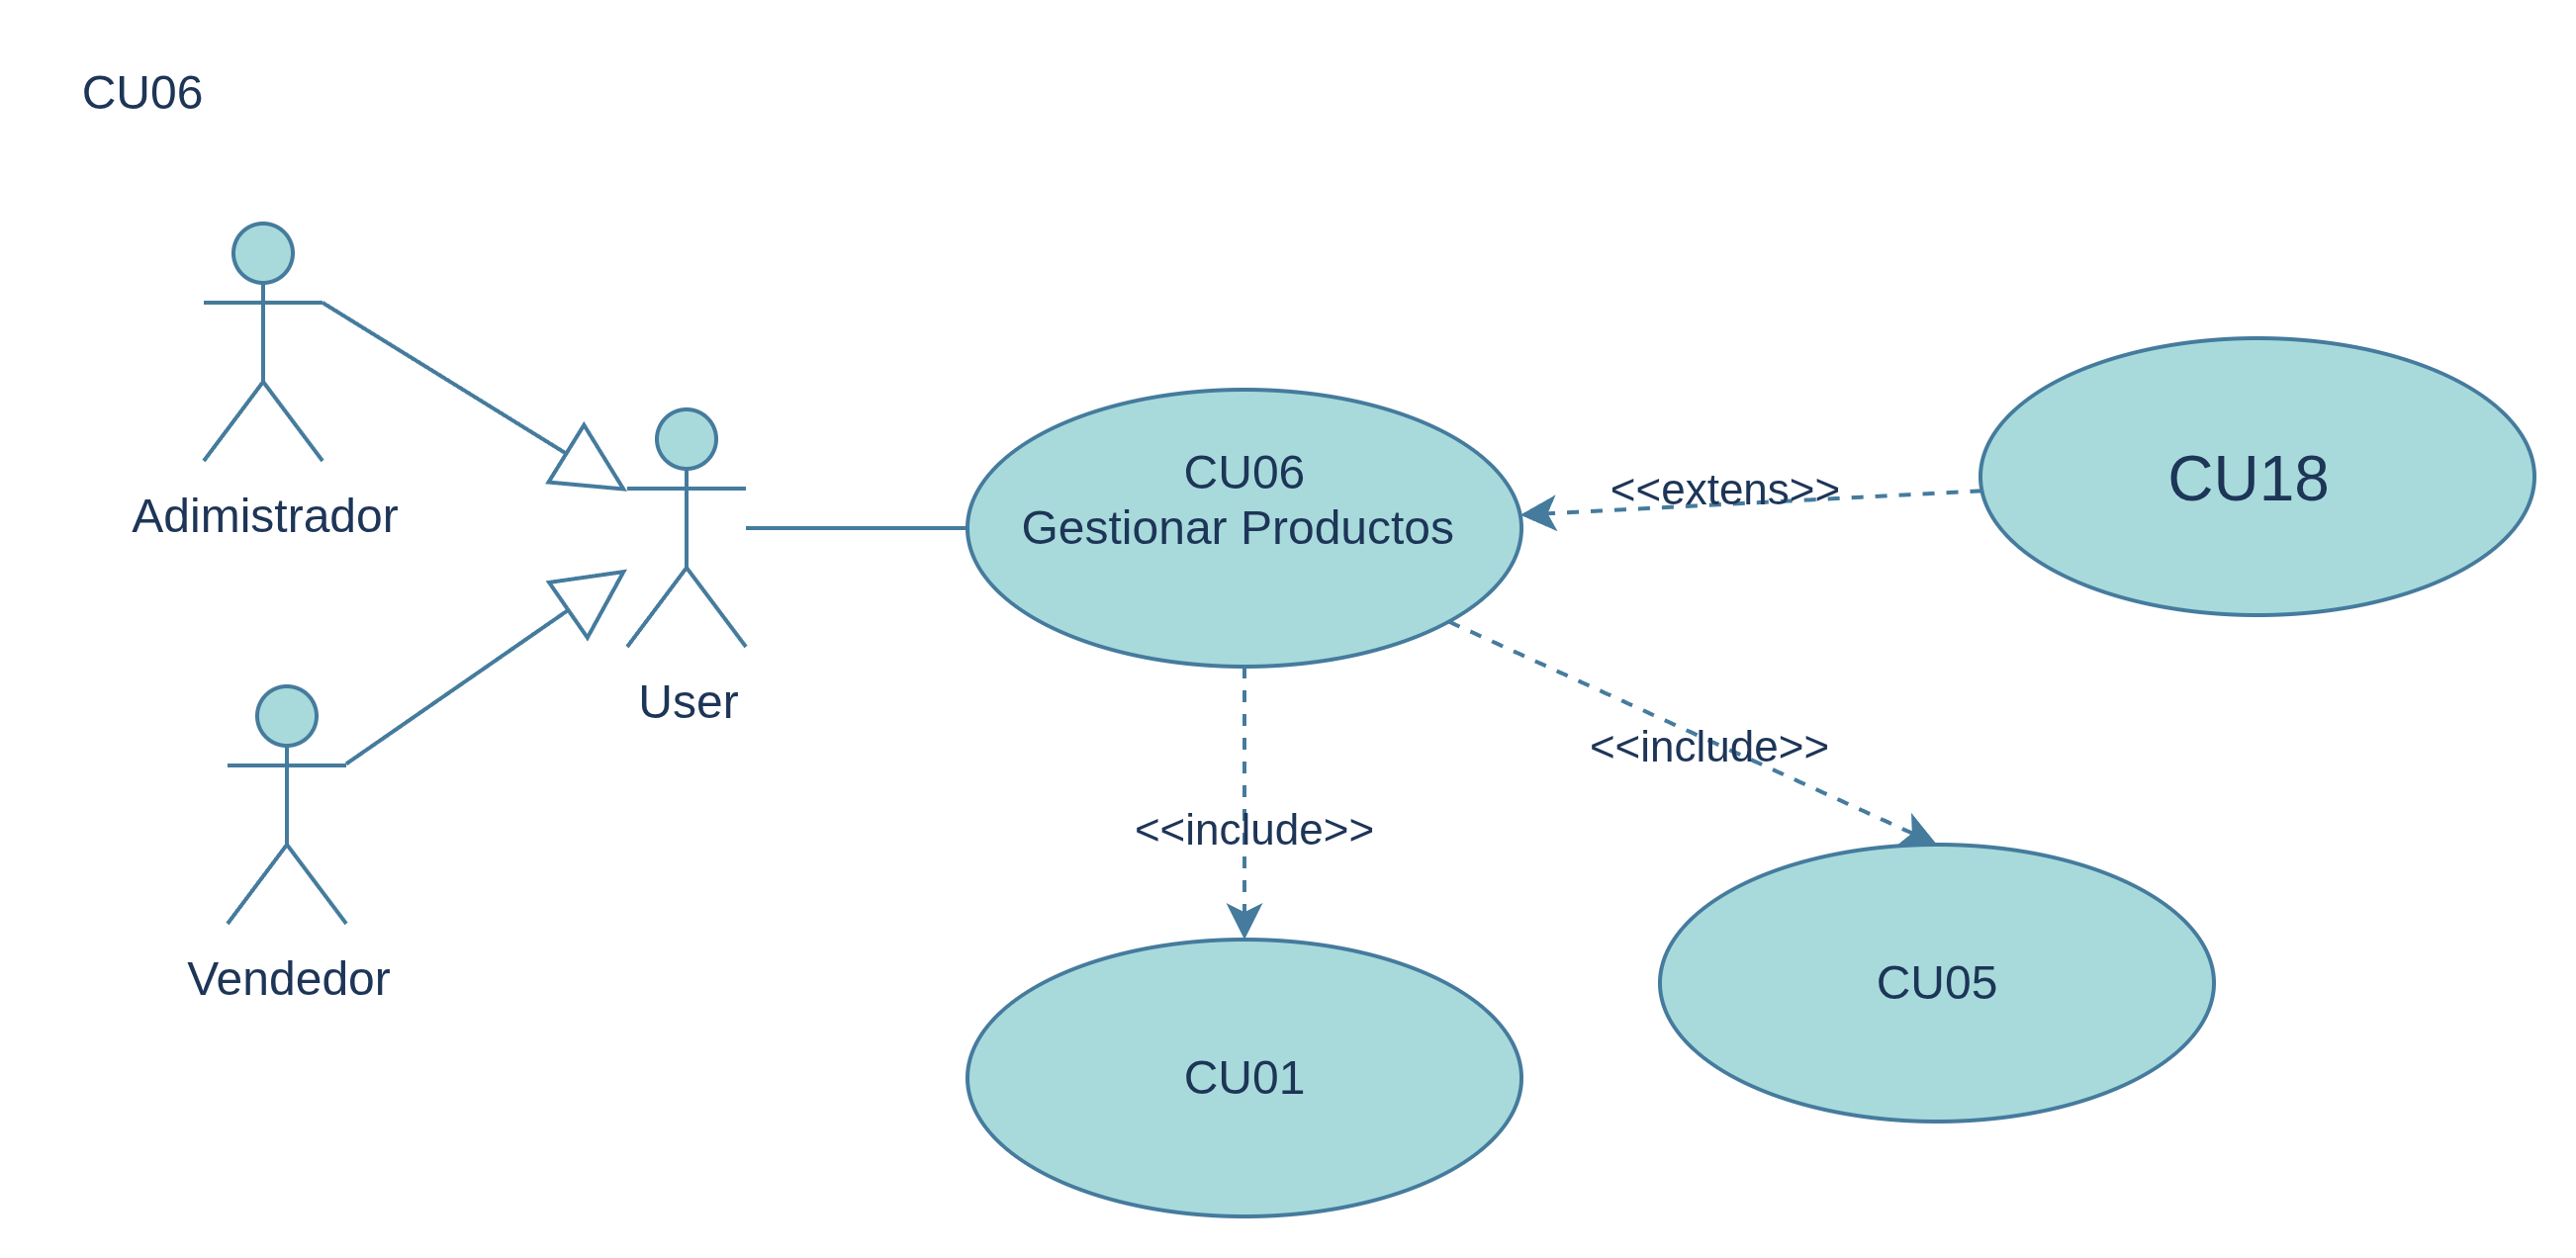 CU06
Adimistrador
User
Vendedor
CU06
Gestionar Productos
<<extens>>
CU18
<<include>>
<<include>>
CU05
CU01